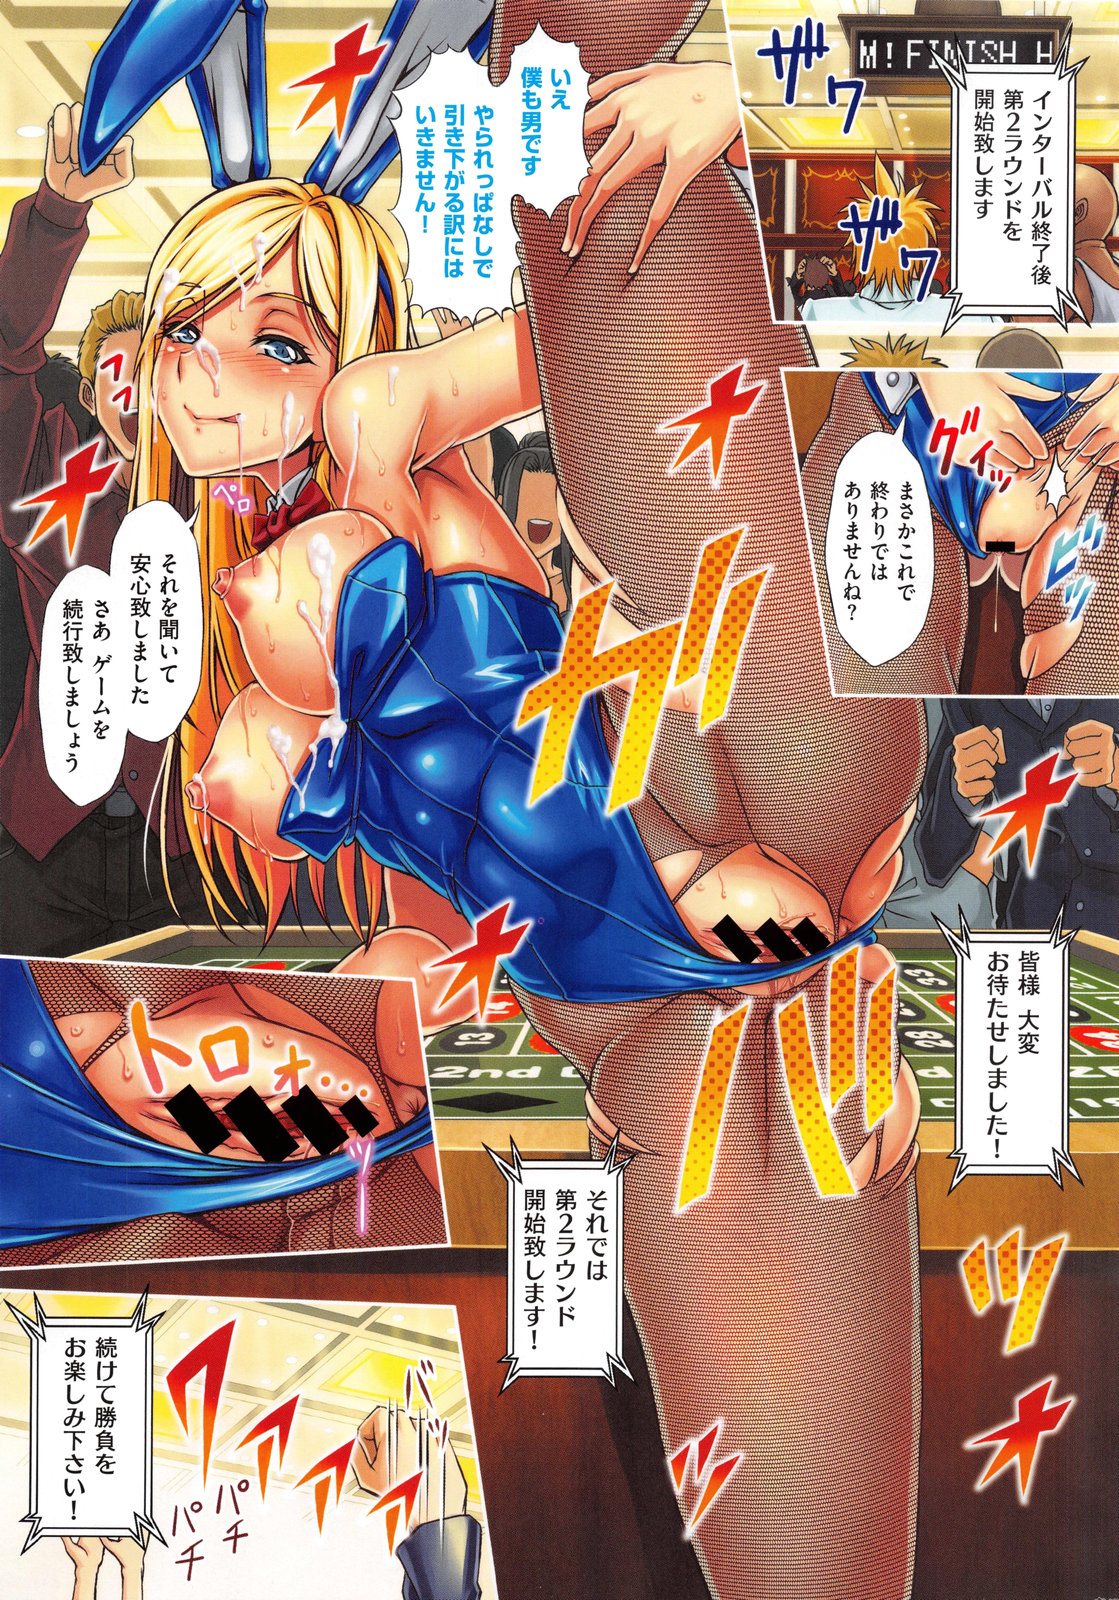 M! FINISH H
インターバル終了後
第2ラウンドを
開始致します
ザワ
ザワ
グイッ
ビッ
まさかこれで
終わりでは
ありませんね?
いえ
僕も男です
やられっぱなしで
引き下がる訳には
いきません!
ペロ
それを聞いて
安心致しました
さあ ゲームを
続行致しましょう
ガバッ
皆様 大変
お待たせしました!
2nd
トロォ…
ッ
それでは
第2ラウンド
開始致します!
続けて勝負を
お楽しみ下さい!
ワアアア
バッ
パチ
パチ